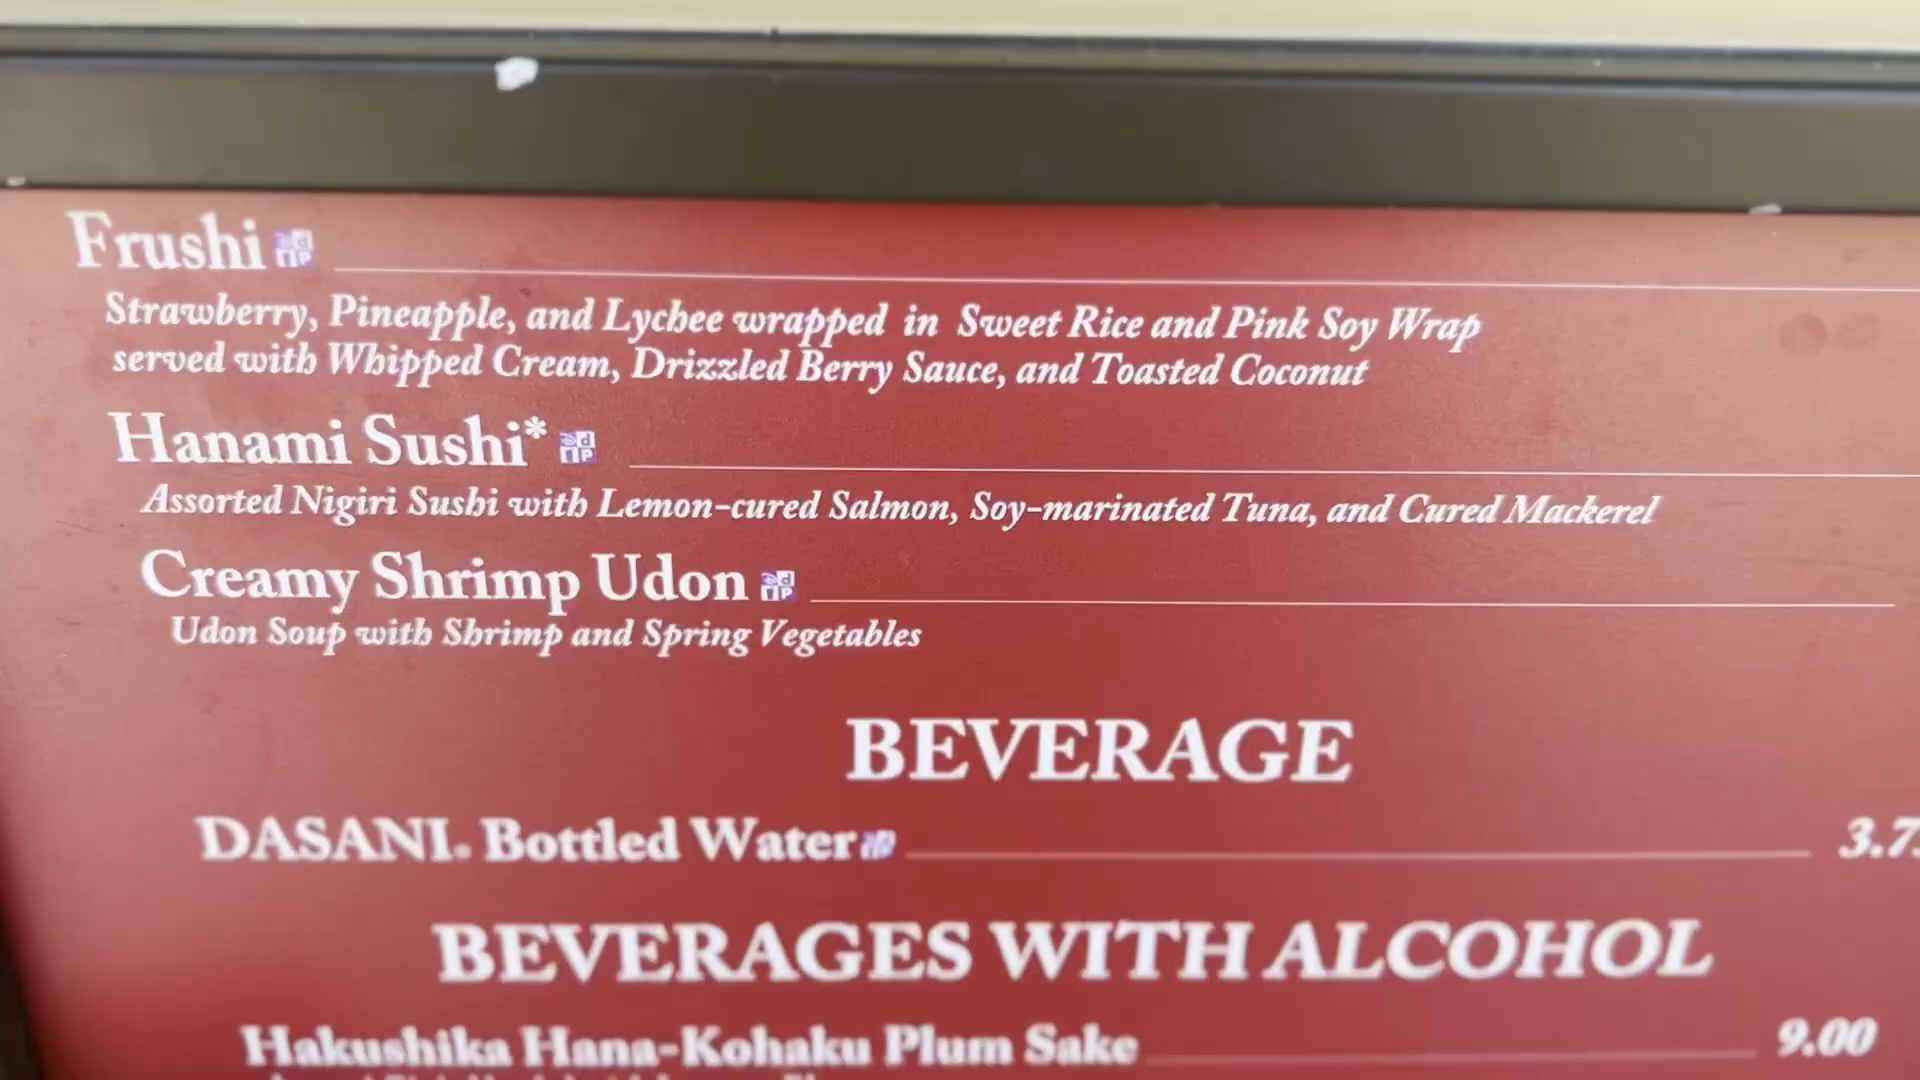 Frushi
Strawberry, Pineapple, and Lychee wrapped in Sweet Rice and Pink Soy Wrap
served with Whipped Cream, Drizzled Berry Sauce, and Toasted Coconut
Hanami Sushi*
Assorted Nigiri Sushi with Lemon-cured Salmon, Soy-marinated Tuna, and Cured Mackerel
Creamy Shrimp Udon
Udon Soup with Shrimp and Spring Vegetables
BEVERAGE
DASANI® Bottled Water
BEVERAGES WITH ALCOHOL
Hakushika Hana-Kohaku Plum Sake 9.00